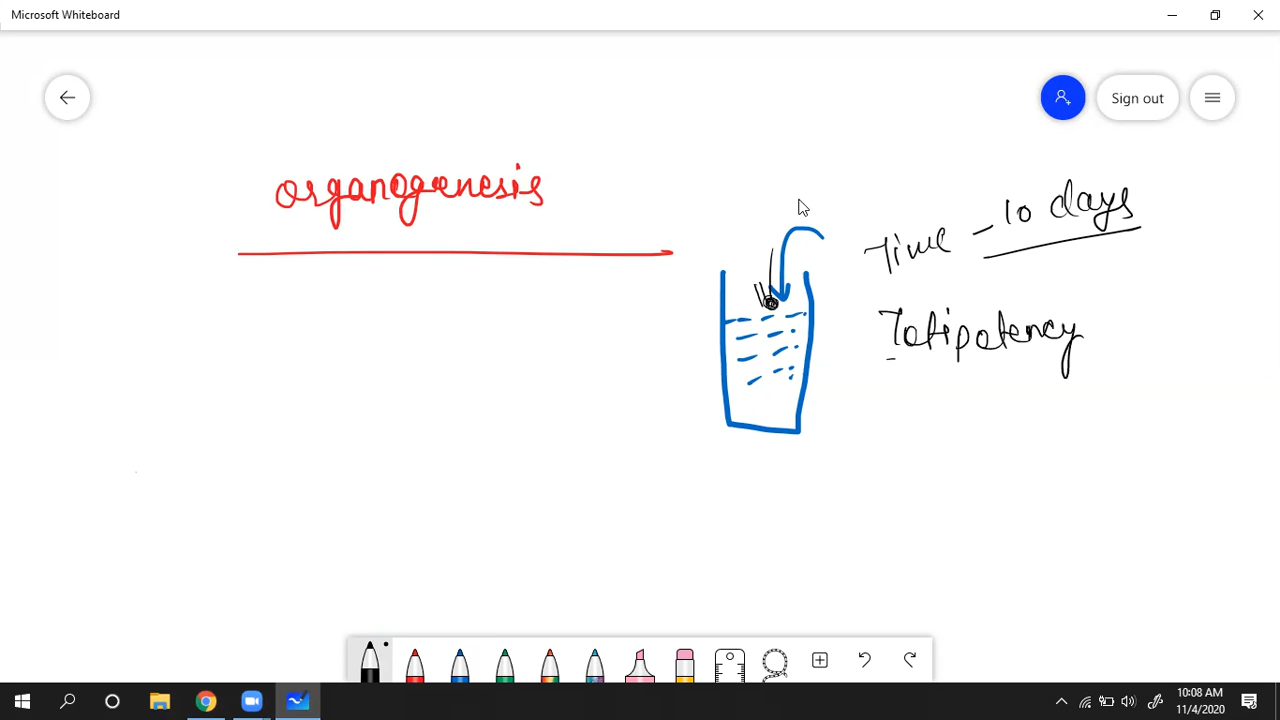 Microsoft Whiteboard
Sign out
organogenesis
Time - 10 days
Totipotency
10:08 AM
11/4/2020